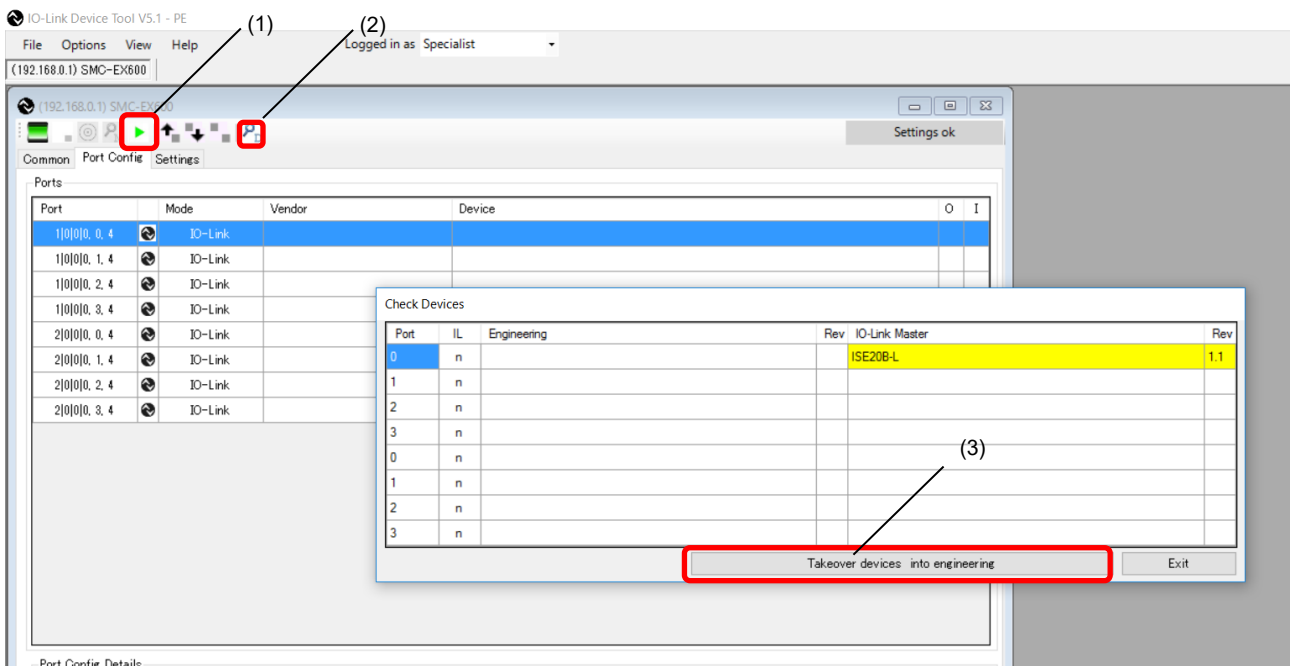 IO-Link Device Tool V5.1 - PE
(1)
(2)
File Options View Help Logged in as Specialist
(192.168.0.1) SMC-EX600
(192.168.0.1) SMC-EX600
Settings ok
Common Port Config Settings
Ports
Port Mode Vendor Device O I
1|0|0|0, 0, 4 IO-Link
1|0|0|0, 1, 4 IO-Link
1|0|0|0, 2, 4 IO-Link
1|0|0|0, 3, 4 IO-Link
2|0|0|0, 0, 4 IO-Link
2|0|0|0, 1, 4 IO-Link
2|0|0|0, 2, 4 IO-Link
2|0|0|0, 3, 4 IO-Link
Check Devices
Port IL Engineering Rev IO-Link Master Rev
0 n ISE20B-L 1.1
1 n
2 n
3 n
0 n
1 n
2 n
3 n
(3)
Takeover devices into engineering Exit
Port Config Details